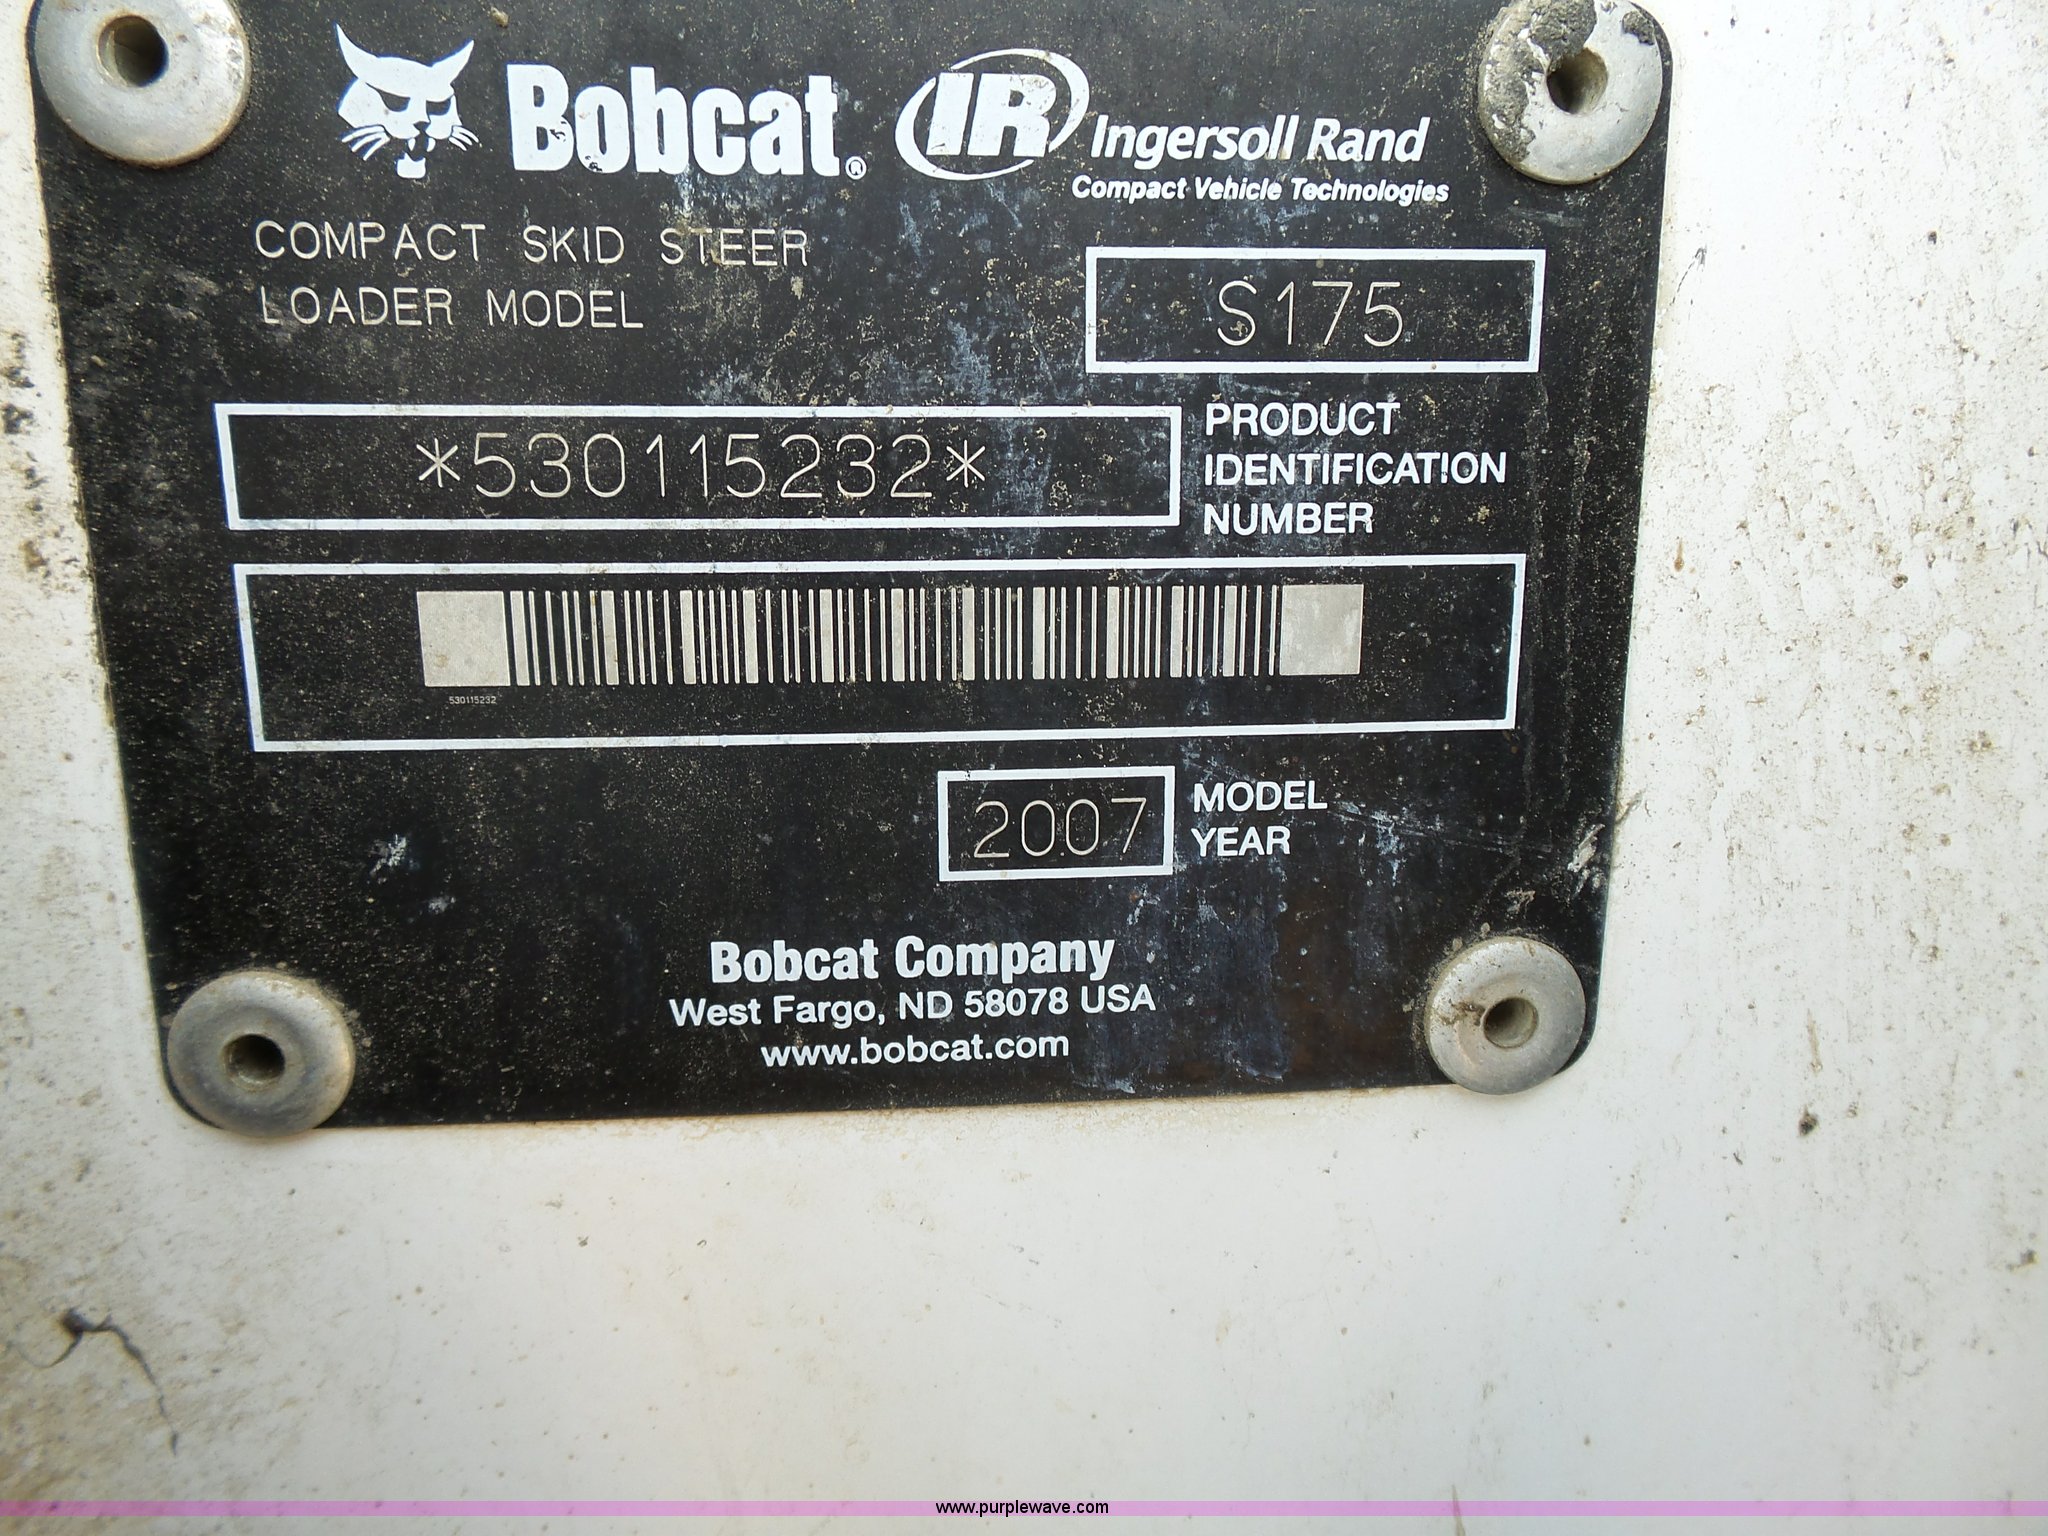 Bobcat® IR Ingersoll Rand
Compact Vehicle Technologies
COMPACT SKID STEER
LOADER MODEL
S175
*530115232*
PRODUCT
IDENTIFICATION
NUMBER
530115232
2007
MODEL
YEAR
Bobcat Company
West Fargo, ND 58078 USA
www.bobcat.com
www.purplewave.com